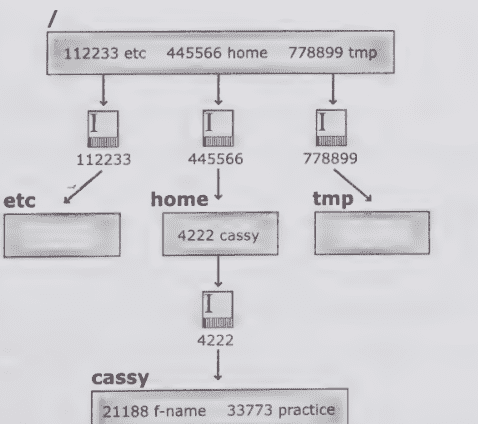 /
112233 etc 445566 home 778899 tmp
I I I
112233 445566 778899
etc home tmp
4222 cassy
I
4222
cassy
21188 f-name 33773 practice